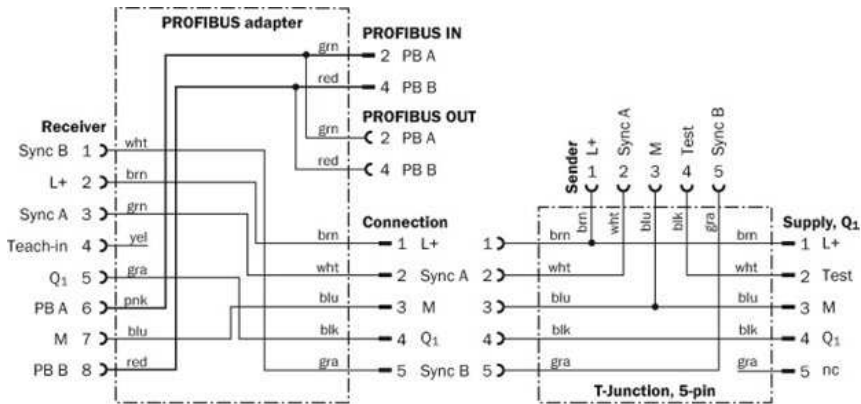 PROFIBUS adapter
PROFIBUS IN
grn 2 PB A
red 4 PB B
PROFIBUS OUT
grn 2 PB A
red 4 PB B
Receiver
Sync B 1 wht
L+ 2 brn
Sync A 3 grn
Teach-in 4 yel
Q1 5 gra
PB A 6 pnk
M 7 blu
PB B 8 red
Connection
brn 1 L+
wht 2 Sync A
blu 3 M
blk 4 Q1
gra 5 Sync B
Sender
L+ 1 brn
Sync A 2 wht
M 3 blu
Test 4 blk
Sync B 5 gra
Supply, Q1
1 brn brn 1 L+
2 wht wht 2 Test
3 blu blu 3 M
4 blk blk 4 Q1
5 gra gra 5 nc
T-Junction, 5-pin